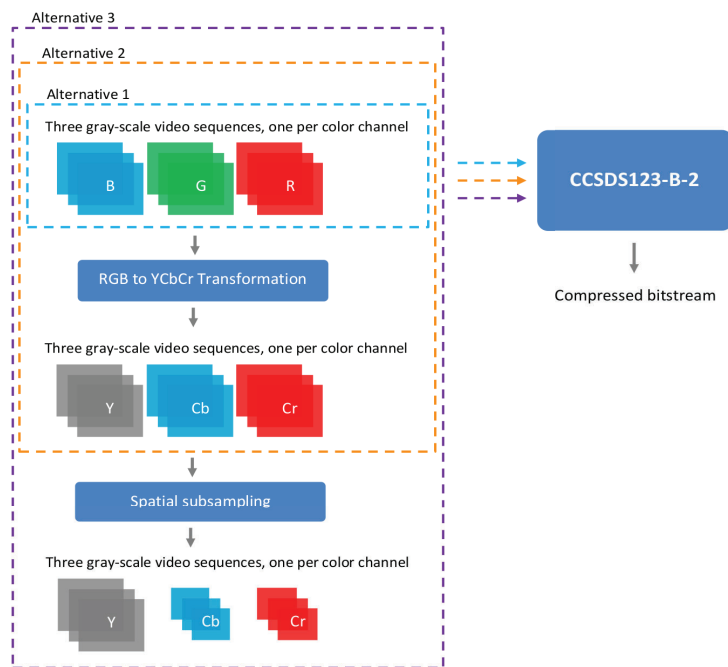 Alternative 3
Alternative 2
Alternative 1
Three gray-scale video sequences, one per color channel
B
G
R
CCSDS123-B-2
RGB to YCbCr Transformation
Compressed bitstream
Three gray-scale video sequences, one per color channel
Y
Cb
Cr
Spatial subsampling
Three gray-scale video sequences, one per color channel
Y
Cb
Cr